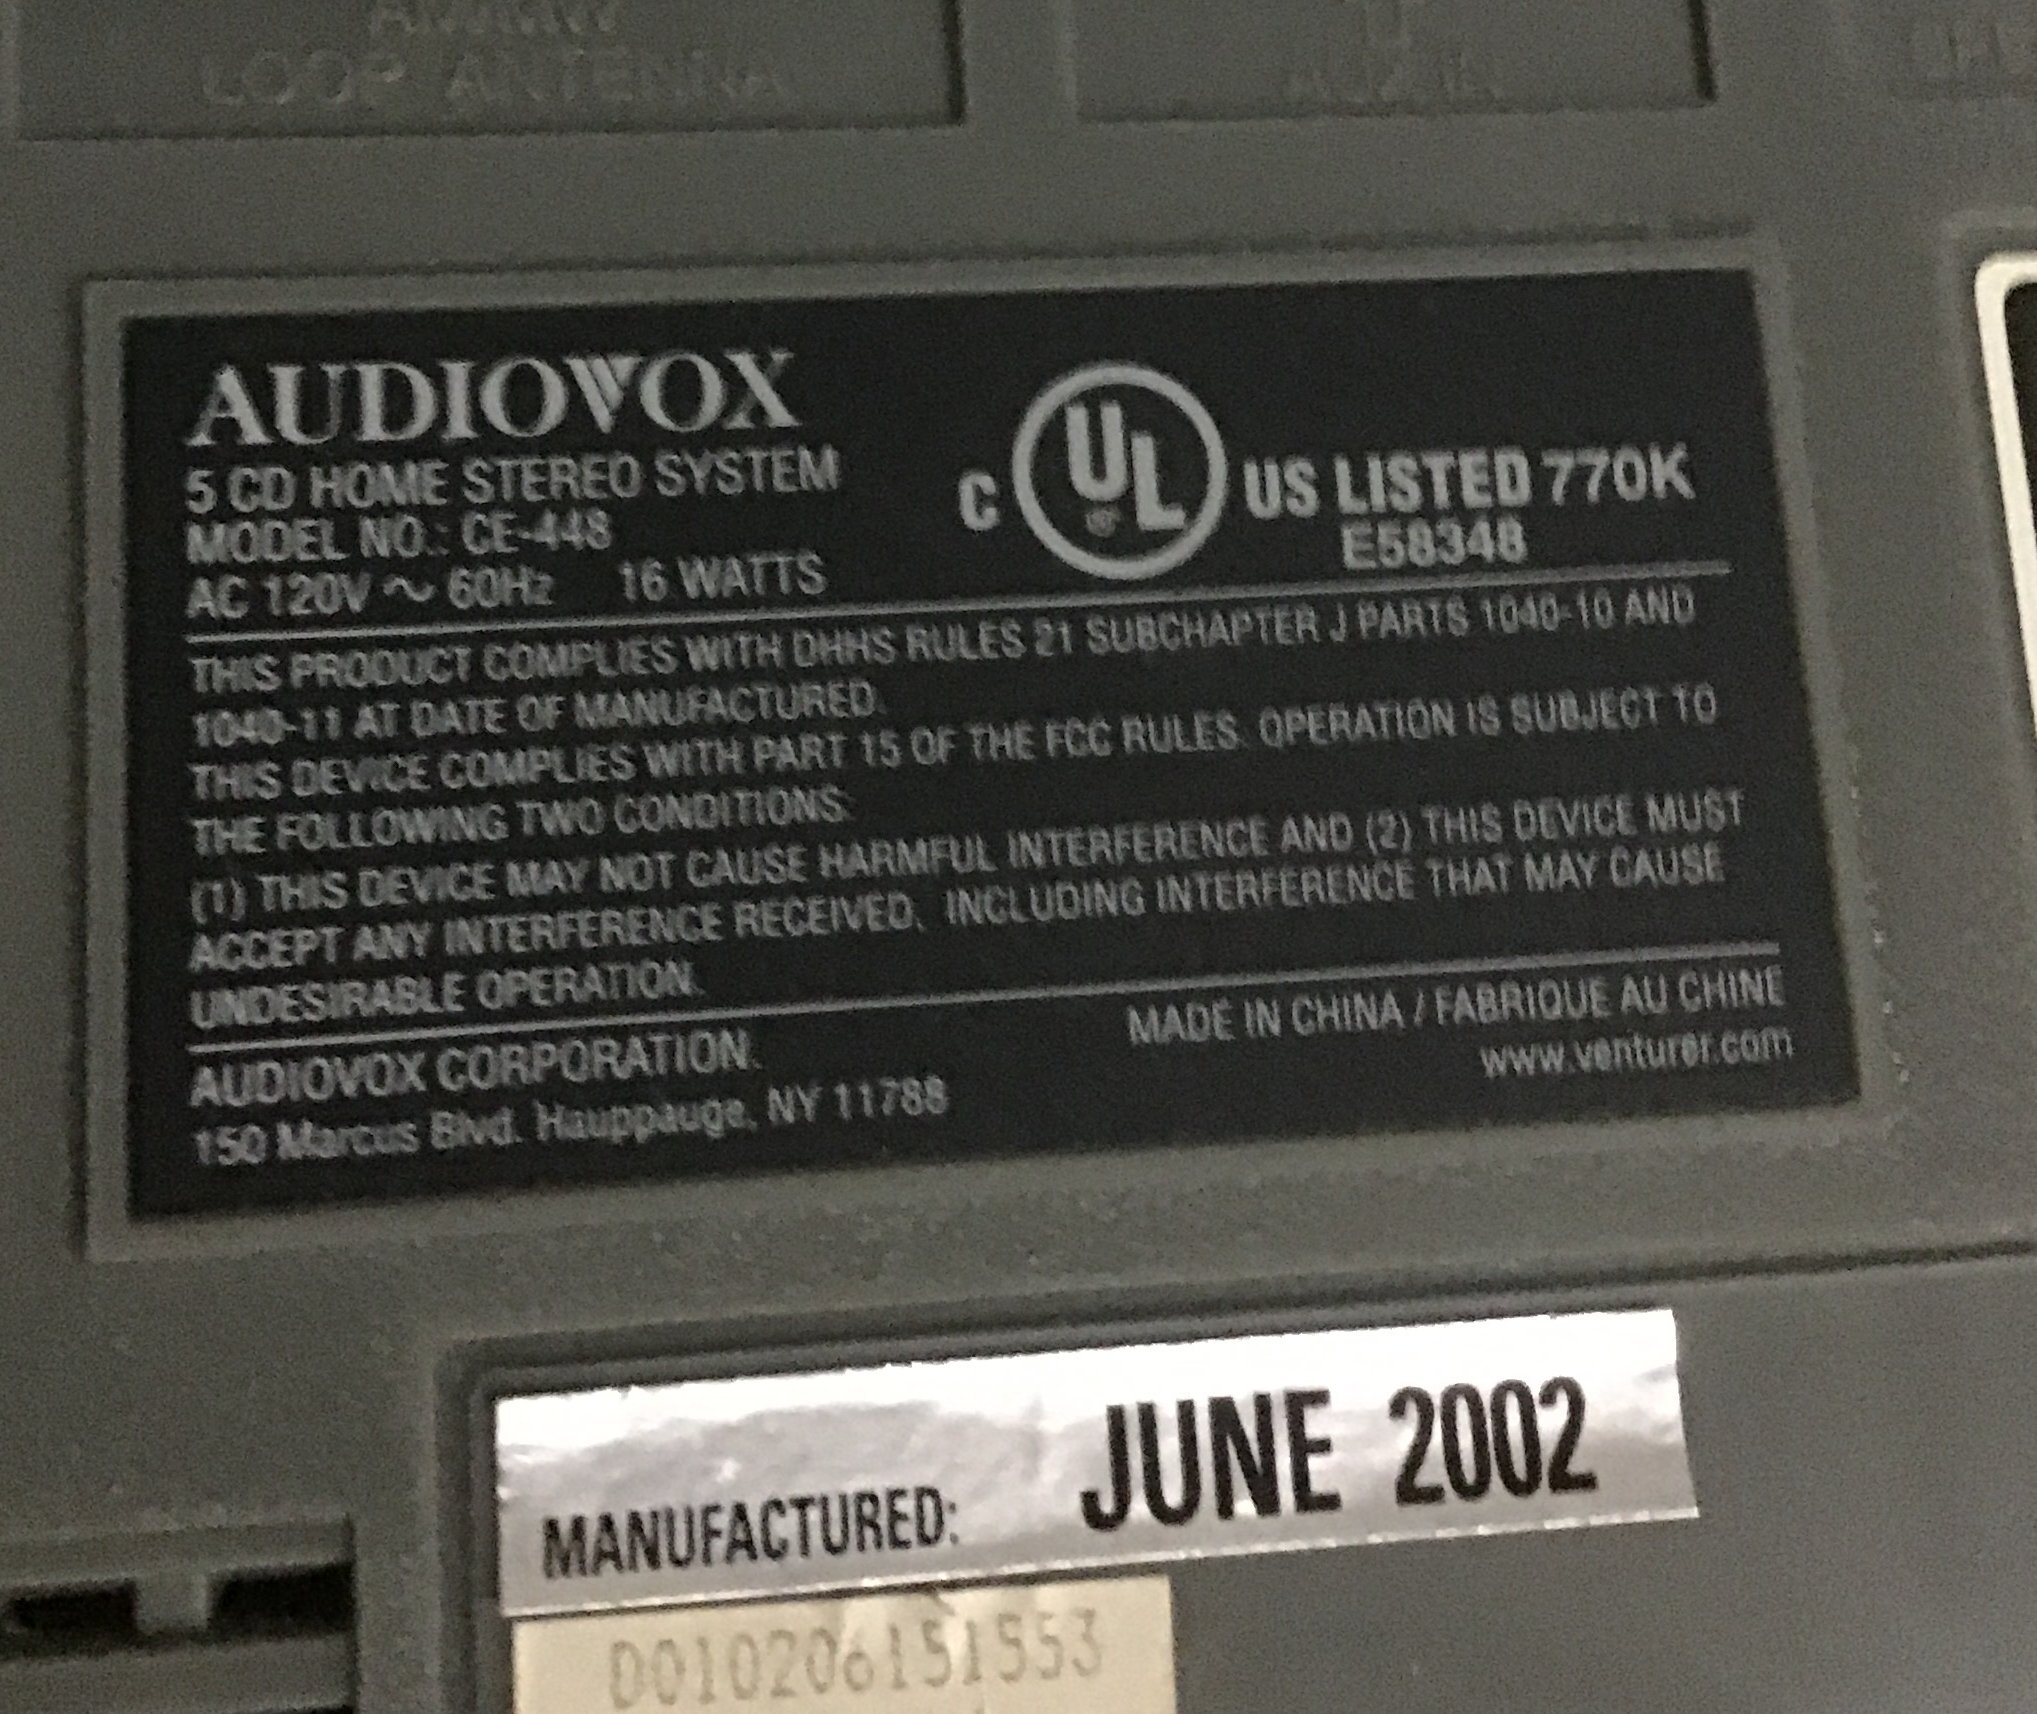 AM/MW
LOOP ANTENNA
AUX IN
AUDIOVOX
5 CD HOME STEREO SYSTEM
MODEL NO.: CE-448
AC 120V ~ 60Hz 16 WATTS
C UL US LISTED 770K
E58348
THIS PRODUCT COMPLIES WITH DHHS RULES 21 SUBCHAPTER J PARTS 1040-10 AND
1040-11 AT DATE OF MANUFACTURED.
THIS DEVICE COMPLIES WITH PART 15 OF THE FCC RULES. OPERATION IS SUBJECT TO
THE FOLLOWING TWO CONDITIONS:
(1) THIS DEVICE MAY NOT CAUSE HARMFUL INTERFERENCE AND (2) THIS DEVICE MUST
ACCEPT ANY INTERFERENCE RECEIVED, INCLUDING INTERFERENCE THAT MAY CAUSE
UNDESIRABLE OPERATION.
AUDIOVOX CORPORATION.
150 Marcus Blvd. Hauppauge, NY 11788
MADE IN CHINA / FABRIQUE AU CHINE
www.venturer.com
MANUFACTURED: JUNE 2002
D010206151553